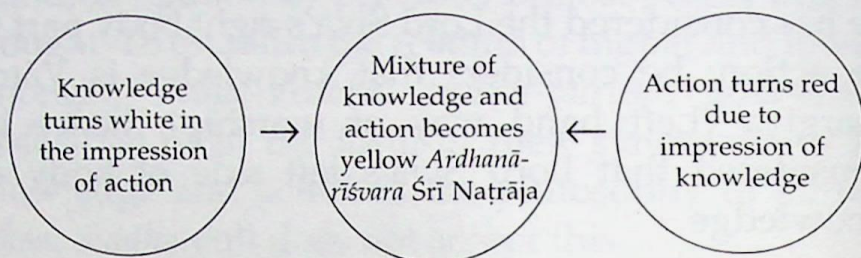 Knowledge
turns white in
the impression
of action
→
Mixture of
knowledge and
action becomes
yellow Ardhanā-
rīśvara Śrī Naṭrāja
←
Action turns red
due to
impression of
knowledge